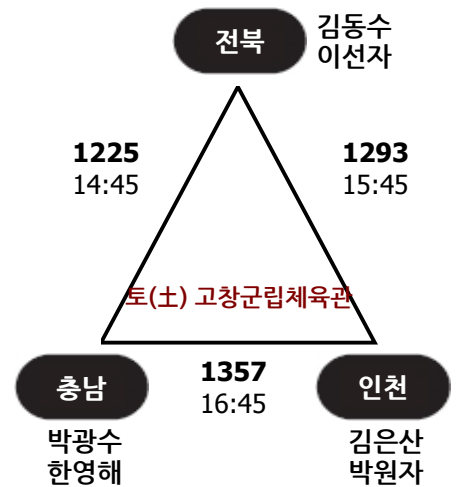 전북
김동수
이선자
1225
14:45
1293
15:45
토(土) 고창군립체육관
1357
16:45
충남
박광수
한영해
인천
김은산
박원자